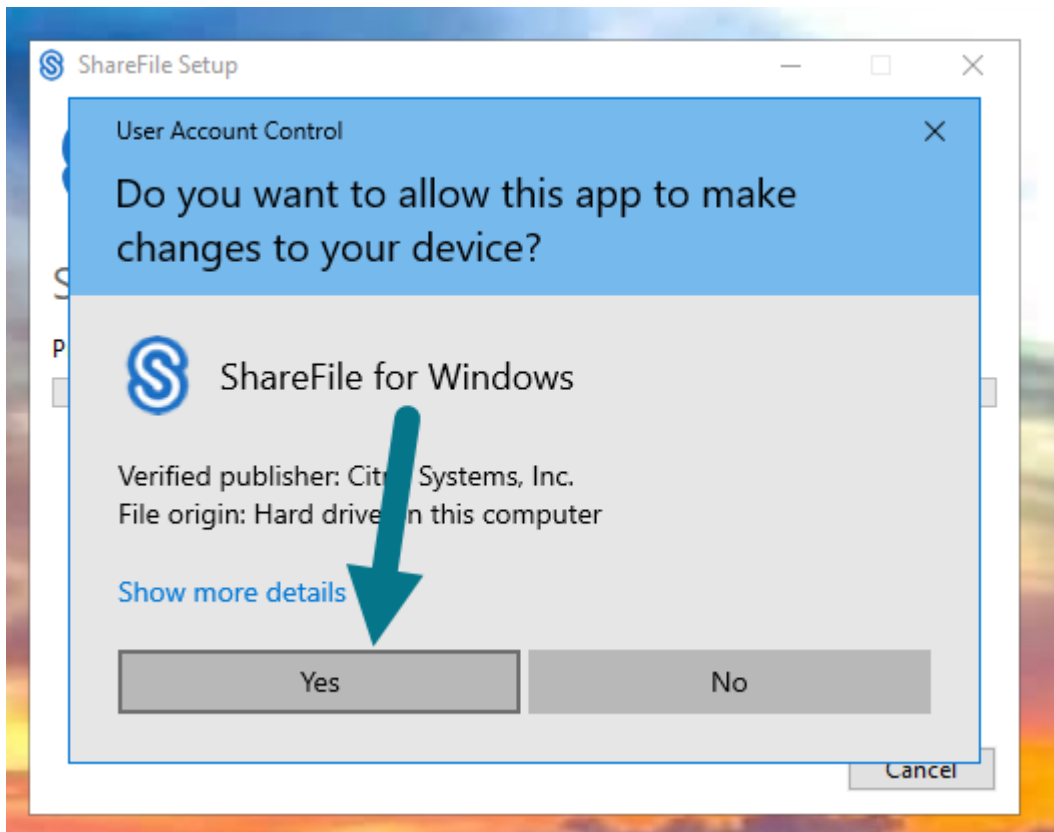 ShareFile Setup
User Account Control
Do you want to allow this app to make
changes to your device?
S
P
ShareFile for Windows
Verified publisher: Systems, Inc.
File origin: Hard drive this computer
Show more details
Yes
No
Cancel